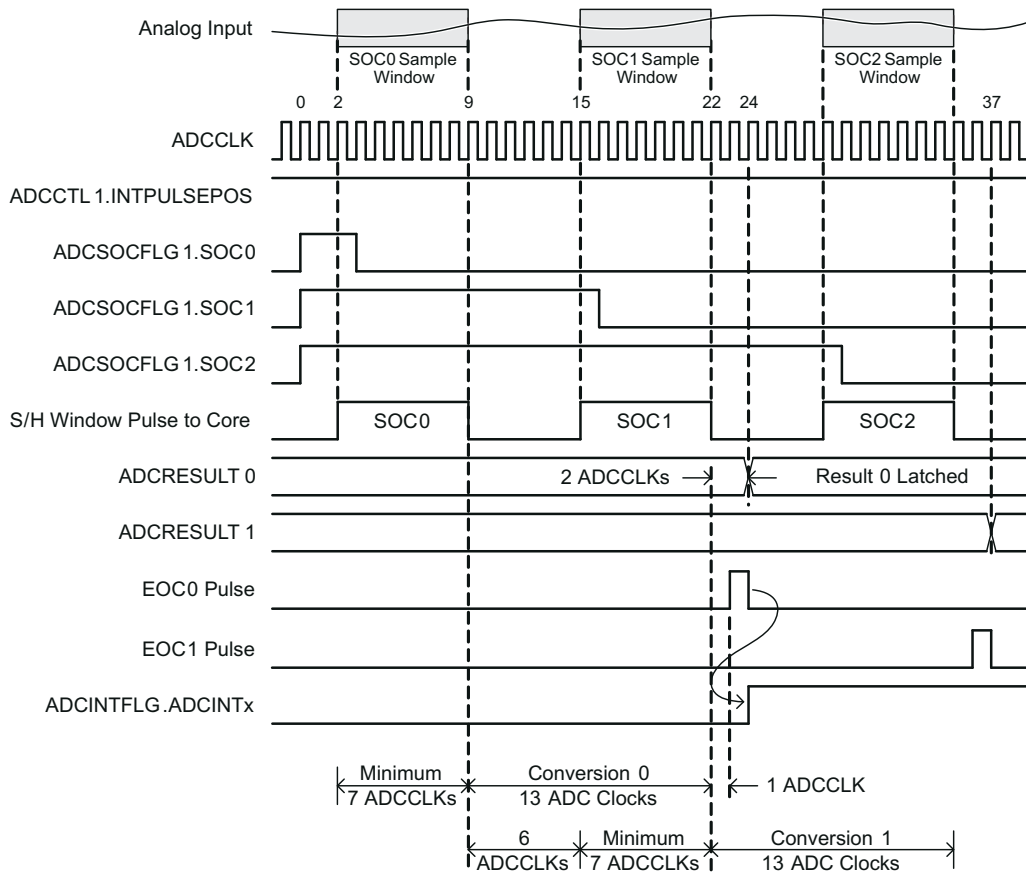 Analog Input
SOC0 Sample
Window
SOC1 Sample
Window
SOC2 Sample
Window
0 2 9 15 22 24 37
ADCCLK
ADCCTL 1.INTPULSEPOS
ADCSOCFLG 1.SOC0
ADCSOCFLG 1.SOC1
ADCSOCFLG 1.SOC2
S/H Window Pulse to Core SOC0 SOC1 SOC2
ADCRESULT 0 2 ADCCLKs Result 0 Latched
ADCRESULT 1
EOC0 Pulse
EOC1 Pulse
ADCINTFLG .ADCINTx
Minimum
7 ADCCLKs
Conversion 0
13 ADC Clocks
1 ADCCLK
6
ADCCLKs
Minimum
7 ADCCLKs
Conversion 1
13 ADC Clocks